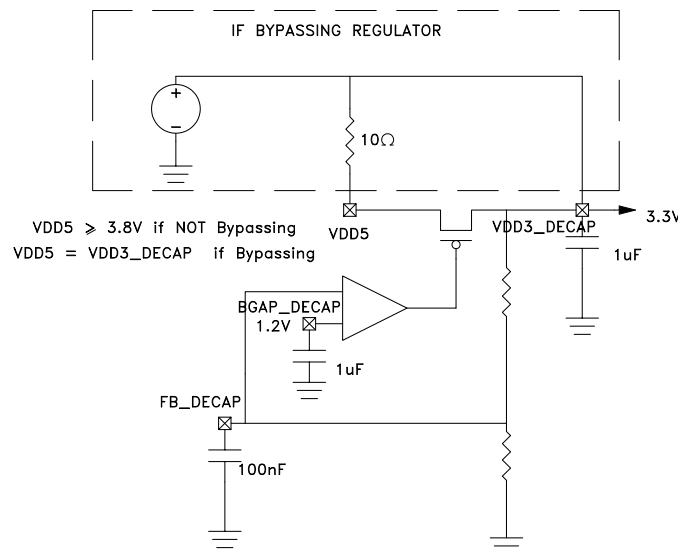 IF BYPASSING REGULATOR
+
−
10Ω
VDD5 ⩾ 3.8V if NOT Bypassing
VDD5 = VDD3_DECAP if Bypassing
VDD5
VDD3_DECAP
3.3V
1uF
BGAP_DECAP
1.2V
1uF
FB_DECAP
100nF